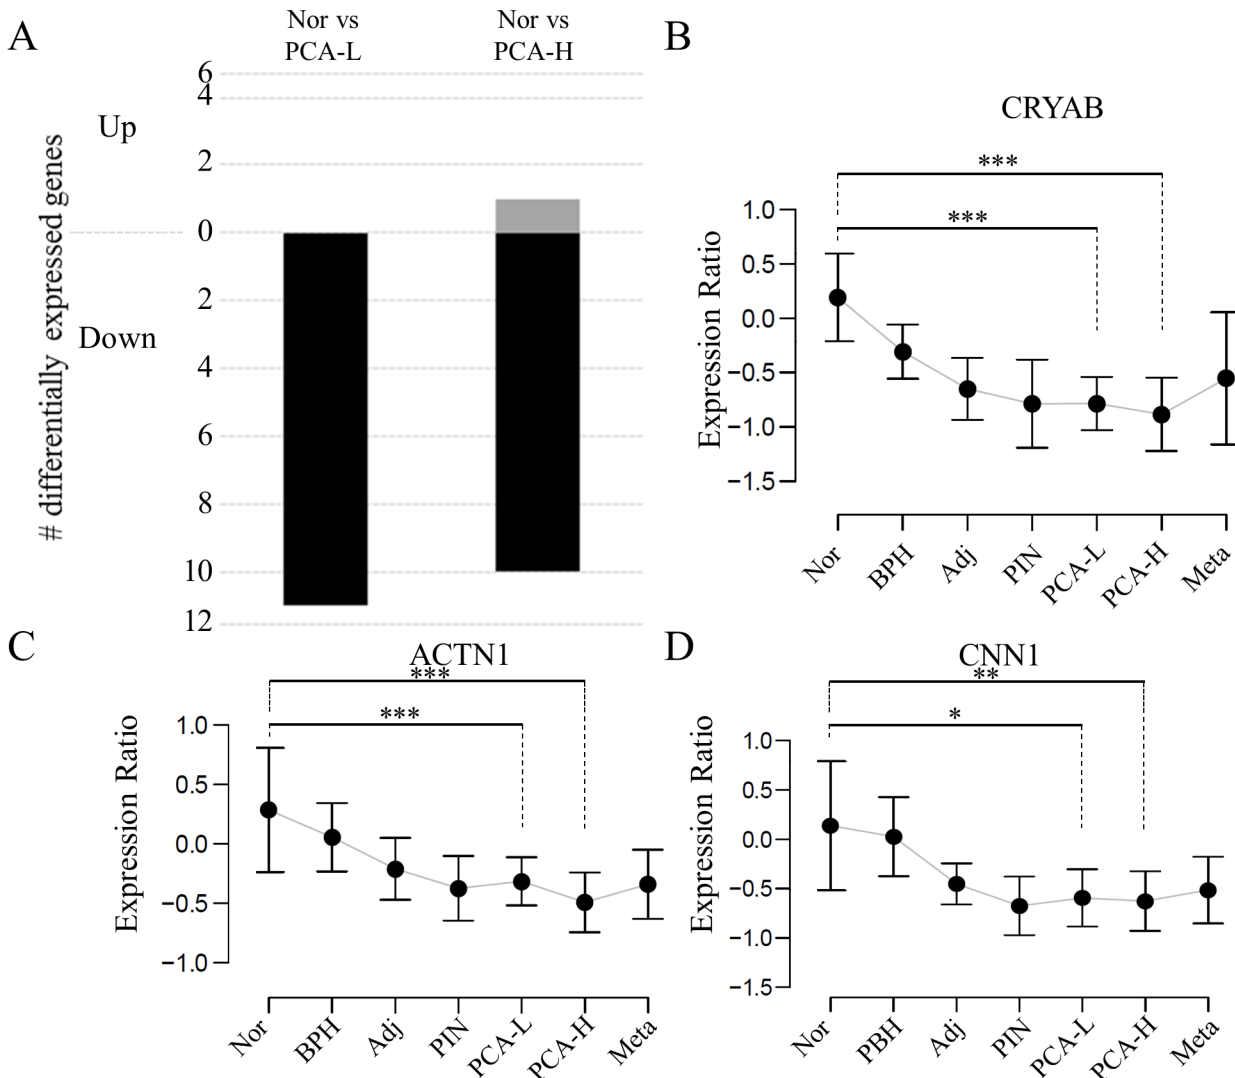 A
Nor vs
PCA-L
Nor vs
PCA-H
# differentially expressed genes
Up
Down
6
4
2
0
2
4
6
8
10
12
B
CRYAB
***
***
Expression Ratio
1.0
0.5
0.0
−0.5
−1.0
−1.5
Nor
BPH
Adj
PIN
PCA-L
PCA-H
Meta
C
ACTN1
***
***
Expression Ratio
1.0
0.5
0.0
−0.5
−1.0
Nor
BPH
Adj
PIN
PCA-L
PCA-H
Meta
D
CNN1
**
*
Expression Ratio
1.0
0.5
0.0
−0.5
−1.0
−1.5
Nor
PBH
Adj
PIN
PCA-L
PCA-H
Meta